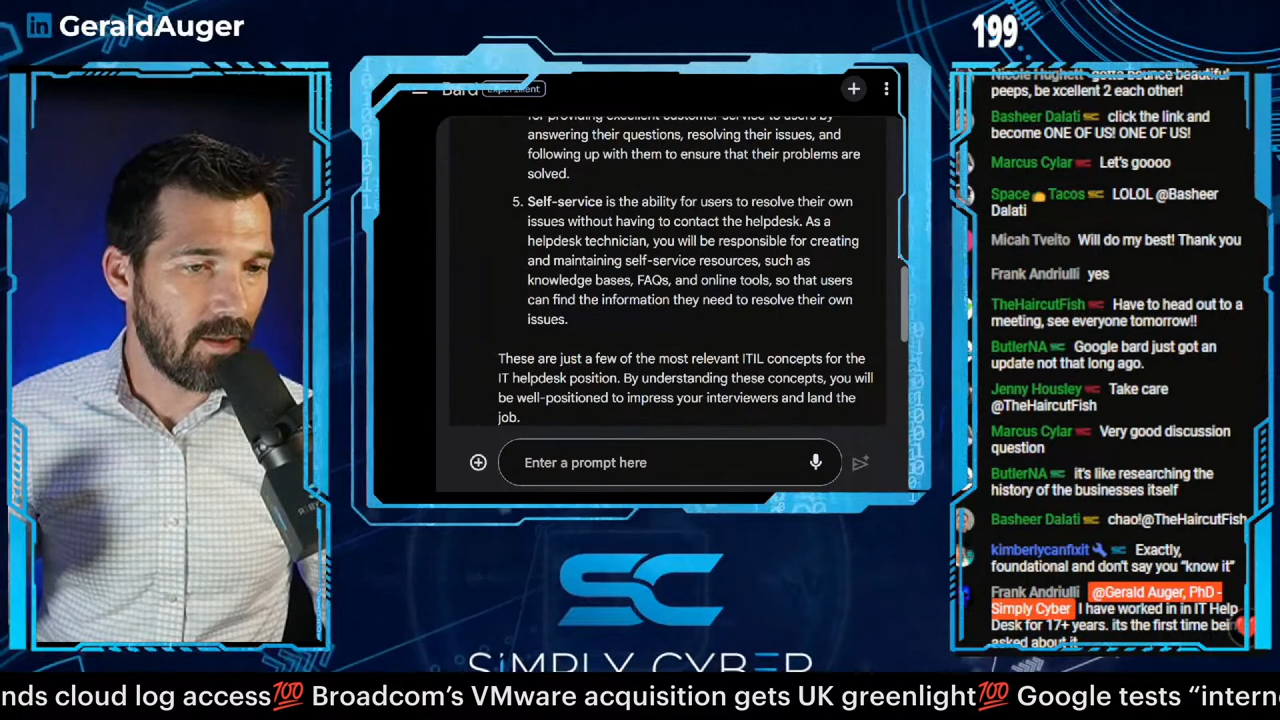 in GeraldAuger
199
Bard Experiment
for providing excellent customer service to users by
answering their questions, resolving their issues, and
following up with them to ensure that their problems are
solved.
5. Self-service is the ability for users to resolve their own
issues without having to contact the helpdesk. As a
helpdesk technician, you will be responsible for creating
and maintaining self-service resources, such as
knowledge bases, FAQs, and online tools, so that users
can find the information they need to resolve their own
issues.
These are just a few of the most relevant ITIL concepts for the
IT helpdesk position. By understanding these concepts, you will
be well-positioned to impress your interviewers and land the
job.
Enter a prompt here
Nicole Hughett gotta bounce beautiful
peeps, be xcellent 2 each other!
Basheer Dalati click the link and
become ONE OF US! ONE OF US!
Marcus Cylar Let's goooo
Space Tacos LOLOL @Basheer
Dalati
Micah Tveito Will do my best! Thank you
Frank Andriulli yes
TheHaircutFish Have to head out to a
meeting, see everyone tomorrow!!
ButlerNA Google bard just got an
update not that long ago.
Jenny Housley Take care
@TheHaircutFish
Marcus Cylar Very good discussion
question
ButlerNA it's like researching the
history of the businesses itself
Basheer Dalati chao!@TheHaircutFish
kimberlycanfixit Exactly,
foundational and don't say you "know it"
Frank Andriulli @Gerald Auger, PhD -
Simply Cyber I have worked in in IT Help
Desk for 17+ years. its the first time being
asked about it
SC
SIMPLY CYBER
nds cloud log access💯 Broadcom's VMware acquisition gets UK greenlight💯 Google tests "intern